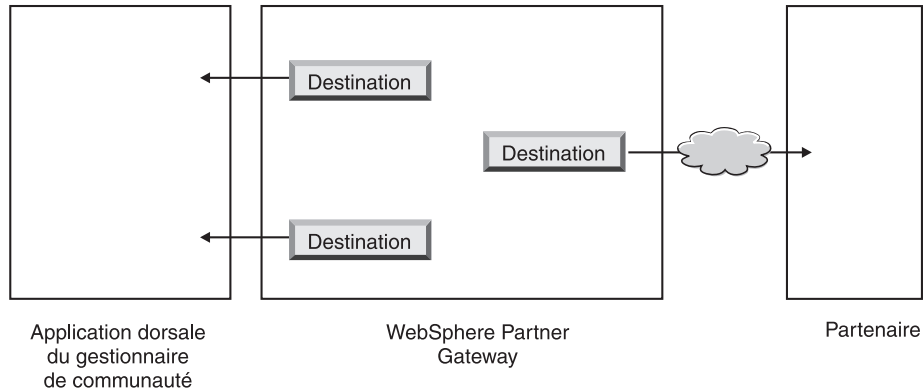 Destination
Destination
Destination
Application dorsale
du gestionnaire
de communauté
WebSphere Partner
Gateway
Partenaire